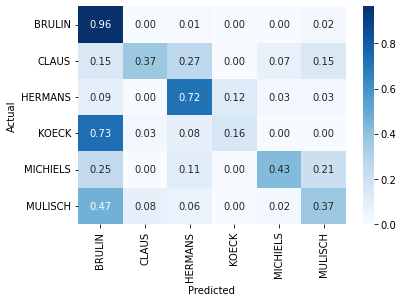 BRULIN 0.96 0.00 0.01 0.00 0.00 0.02
CLAUS 0.15 0.37 0.27 0.00 0.07 0.15
HERMANS 0.09 0.00 0.72 0.12 0.03 0.03
KOECK 0.73 0.03 0.08 0.16 0.00 0.00
MICHIELS 0.25 0.00 0.11 0.00 0.43 0.21
MULISCH 0.47 0.08 0.06 0.00 0.02 0.37
Actual
BRULIN CLAUS HERMANS KOECK MICHIELS MULISCH
Predicted
0.8
0.6
0.4
0.2
0.0